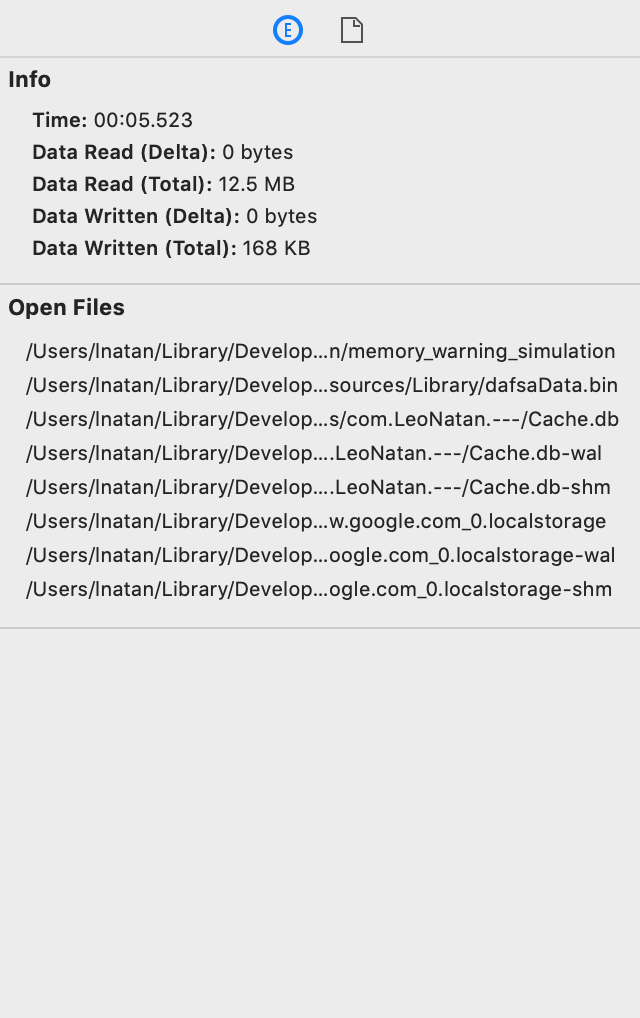 E
Info
Time: 00:05.523
Data Read (Delta): 0 bytes
Data Read (Total): 12.5 MB
Data Written (Delta): 0 bytes
Data Written (Total): 168 KB
Open Files
/Users/lnatan/Library/Develop...n/memory_warning_simulation
/Users/lnatan/Library/Develop...sources/Library/dafsaData.bin
/Users/lnatan/Library/Develop...s/com.LeoNatan.---/Cache.db
/Users/lnatan/Library/Develop....LeoNatan.---/Cache.db-wal
/Users/lnatan/Library/Develop....LeoNatan.---/Cache.db-shm
/Users/lnatan/Library/Develop...w.google.com_0.localstorage
/Users/lnatan/Library/Develop...oogle.com_0.localstorage-wal
/Users/lnatan/Library/Develop...ogle.com_0.localstorage-shm